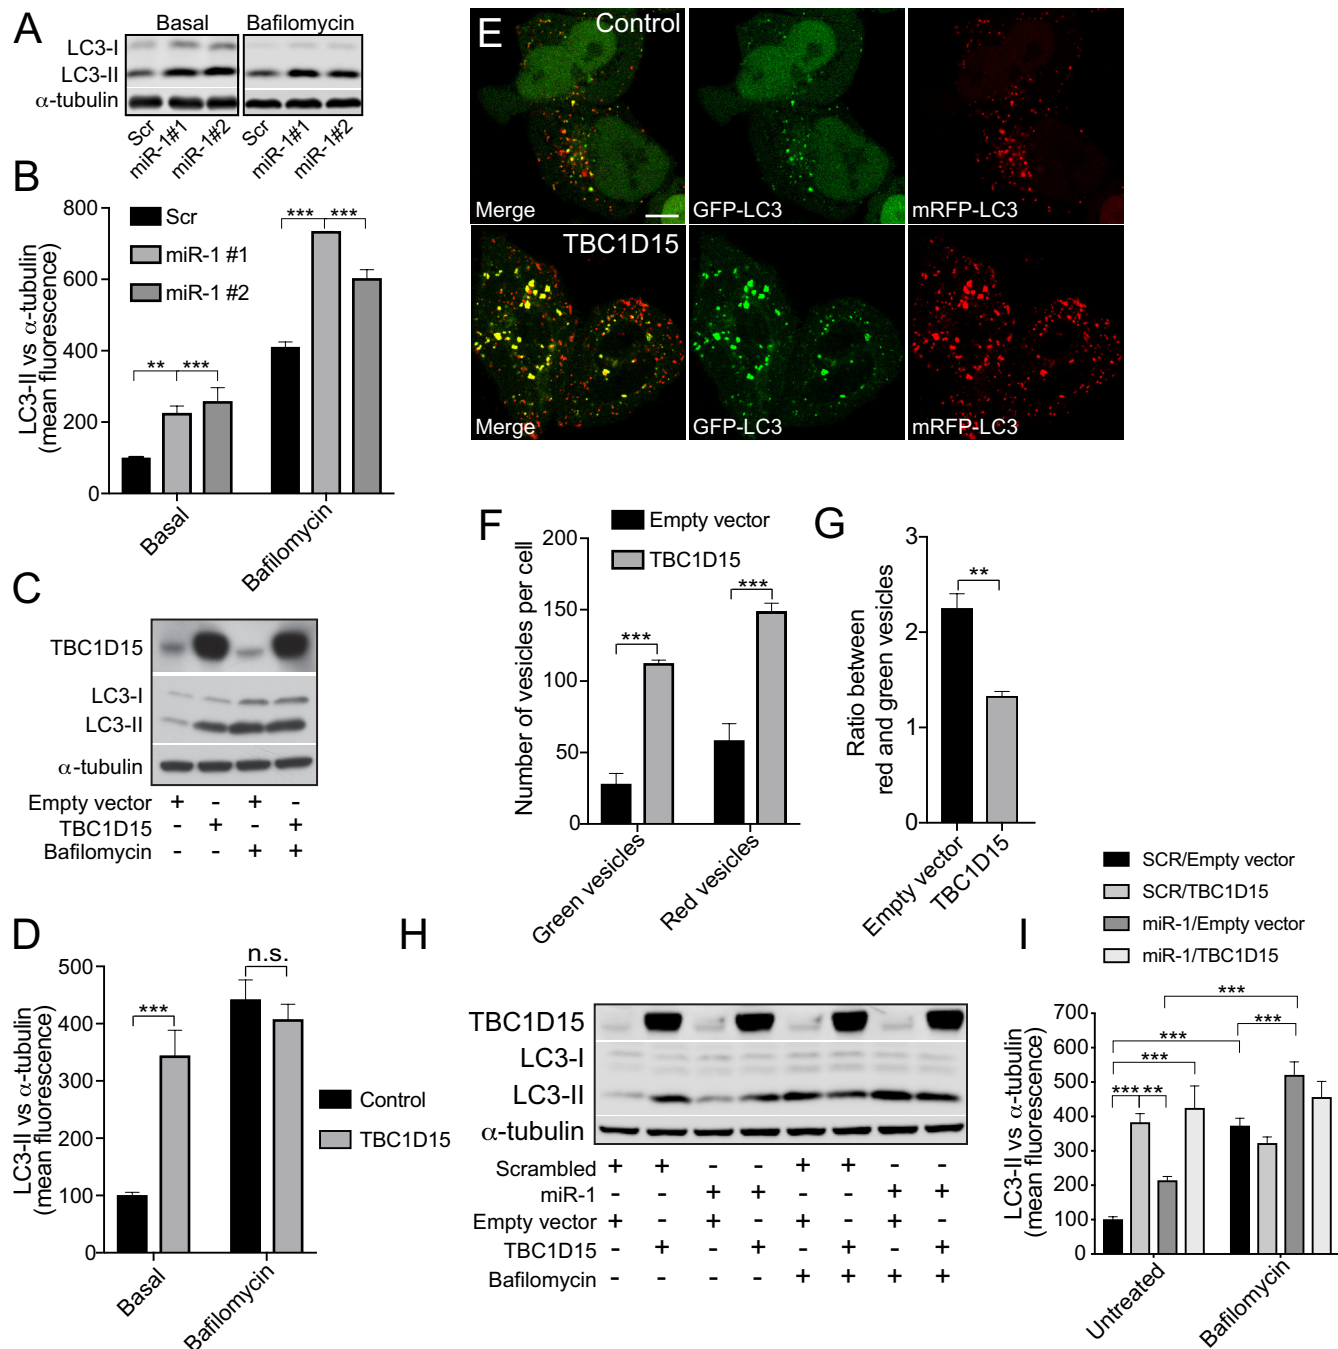 A
Basal
Bafilomycin
LC3-I
LC3-II
α-tubulin
Scr
miR-1#1
miR-1#2
Scr
miR-1#1
miR-1#2
B
LC3-II vs α-tubulin
(mean fluorescence)
800
600
400
200
0
Scr
miR-1 #1
miR-1 #2
** ***
*** ***
Basal
Bafilomycin
C
TBC1D15
LC3-I
LC3-II
α-tubulin
Empty vector + - + -
TBC1D15 - + - +
Bafilomycin - - + +
D
LC3-II vs α-tubulin
(mean fluorescence)
500
400
300
200
100
0
***
n.s.
Control
TBC1D15
Basal
Bafilomycin
E
Control
Merge
GFP-LC3
mRFP-LC3
TBC1D15
Merge
GFP-LC3
mRFP-LC3
F
Number of vesicles per cell
200
150
100
50
0
Empty vector
TBC1D15
***
***
Green vesicles
Red vesicles
G
Ratio between
red and green vesicles
3
2
1
0
**
Empty vector
TBC1D15
H
TBC1D15
LC3-I
LC3-II
α-tubulin
Scrambled + + - - + + - -
miR-1 - - + + - - + +
Empty vector + - + - + - + -
TBC1D15 - + - + - + - +
Bafilomycin - - - - + + + +
SCR/Empty vector
SCR/TBC1D15
miR-1/Empty vector
miR-1/TBC1D15
I
LC3-II vs α-tubulin
(mean fluorescence)
700
600
500
400
300
200
100
0
***
***
***
***
*** **
Untreated
Bafilomycin